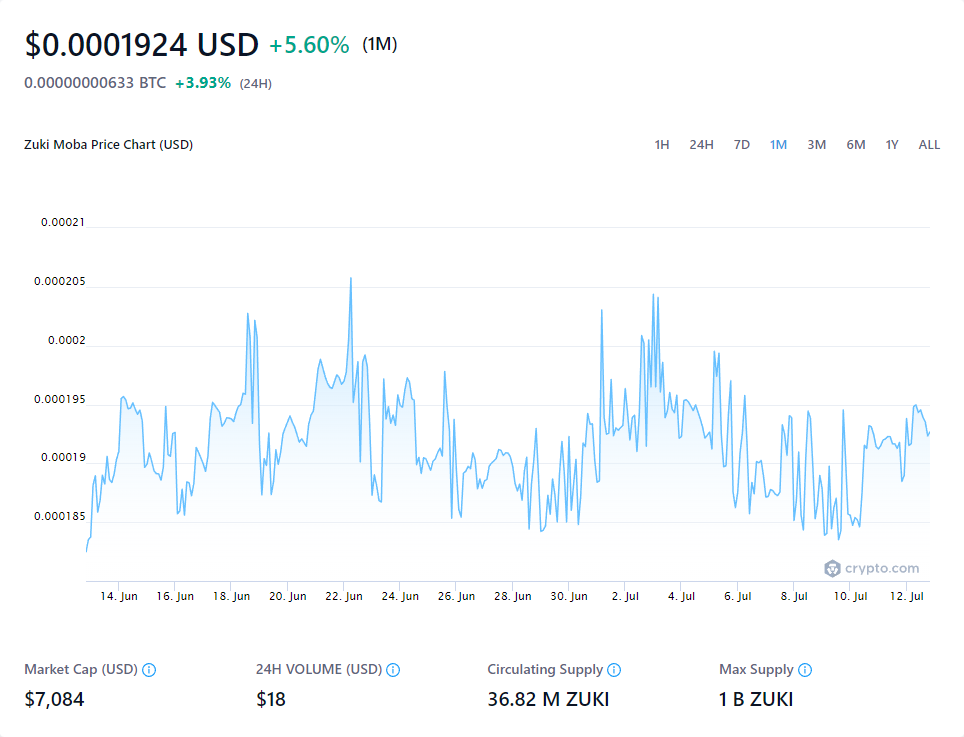 $0.0001924 USD +5.60% (1M)
0.00000000633 BTC +3.93% (24H)
Zuki Moba Price Chart (USD) 1H 24H 7D 1M 3M 6M 1Y ALL
0.00021
0.000205
0.0002
0.000195
0.00019
0.000185
crypto.com
14. Jun 16. Jun 18. Jun 20. Jun 22. Jun 24. Jun 26. Jun 28. Jun 30. Jun 2. Jul 4. Jul 6. Jul 8. Jul 10. Jul 12. Jul
Market Cap (USD) 24H VOLUME (USD) Circulating Supply Max Supply
$7,084 $18 36.82 M ZUKI 1 B ZUKI